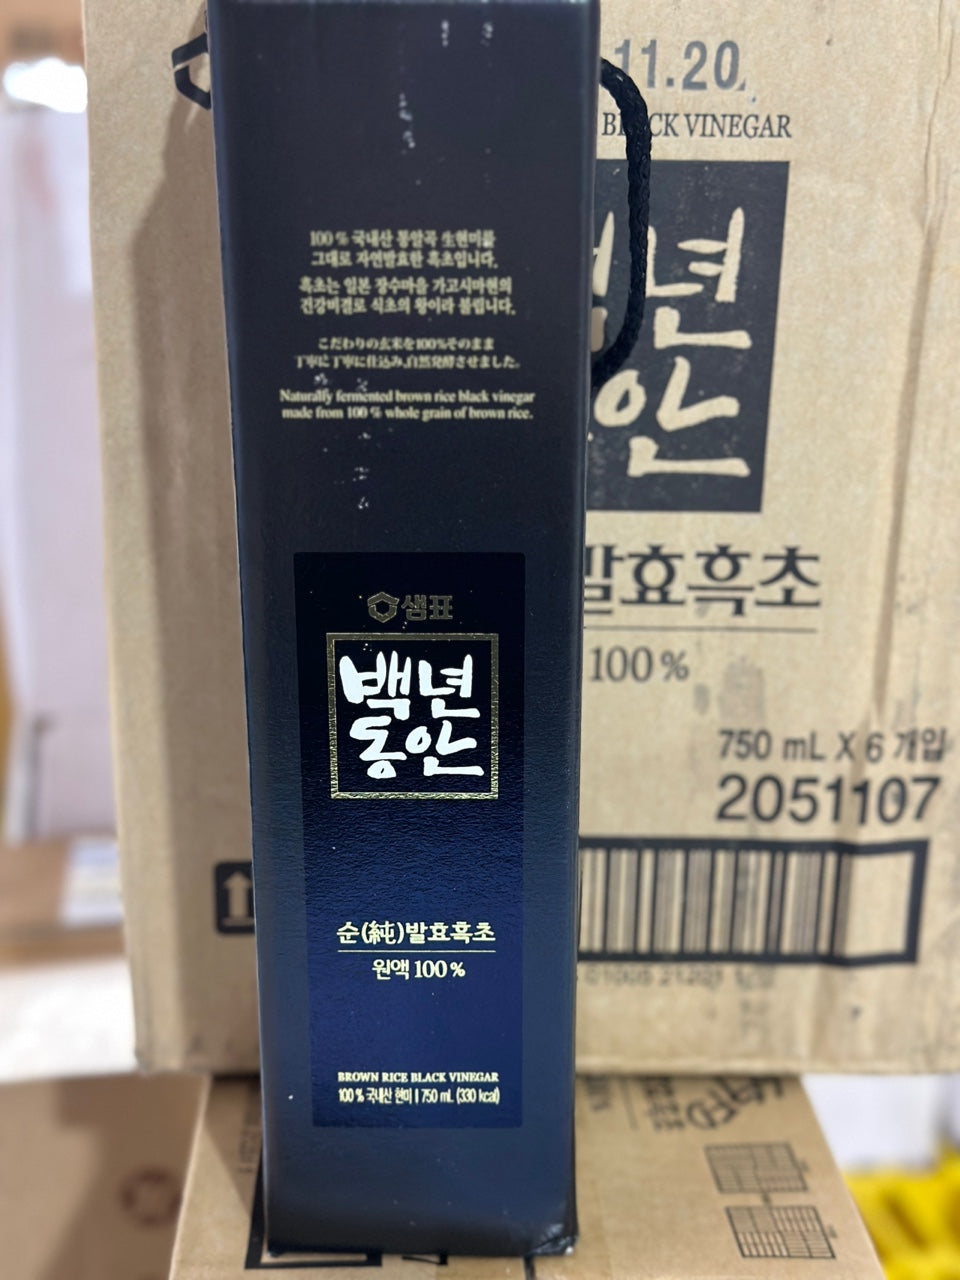 100 % 국내산 통알곡 生현미를
그대로 자연발효한 흑초입니다.
흑초는 일본 장수마을 가고시마현의
건강비결로 식초의 왕이라 불립니다.
こだわりの玄米を100%そのまま
丁寧に丁寧に仕込み、自然発酵させました。
Naturally fermented brown rice black vinegar
made from 100 % whole grain of brown rice.
샘표
백년
동안
순(純)발효흑초
원액 100 %
BROWN RICE BLACK VINEGAR
100 % 국내산 현미 | 750 mL (330 kcal)
11.20.
BLACK VINEGAR
년
안
발효흑초
100 %
750 mL X 6 개입
2051107